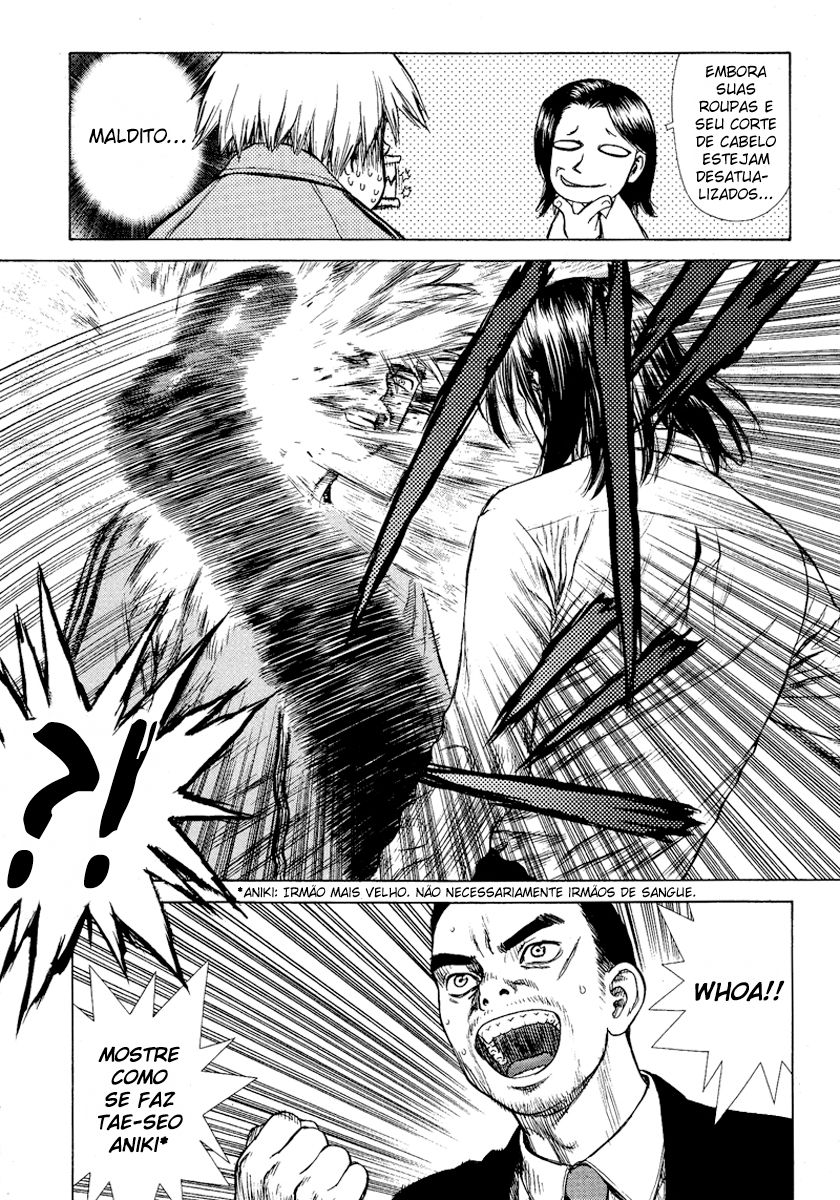 EMBORA
SUAS
ROUPAS E
SEU CORTE
DE CABELO
ESTEJAM
DESATUA-
LIZADOS...
MALDITO...
?!
*ANIKI: IRMÃO MAIS VELHO. NÃO NECESSARIAMENTE IRMÃOS DE SANGUE.
WHOA!!
MOSTRE
COMO
SE FAZ
TAE-SEO
ANIKI*